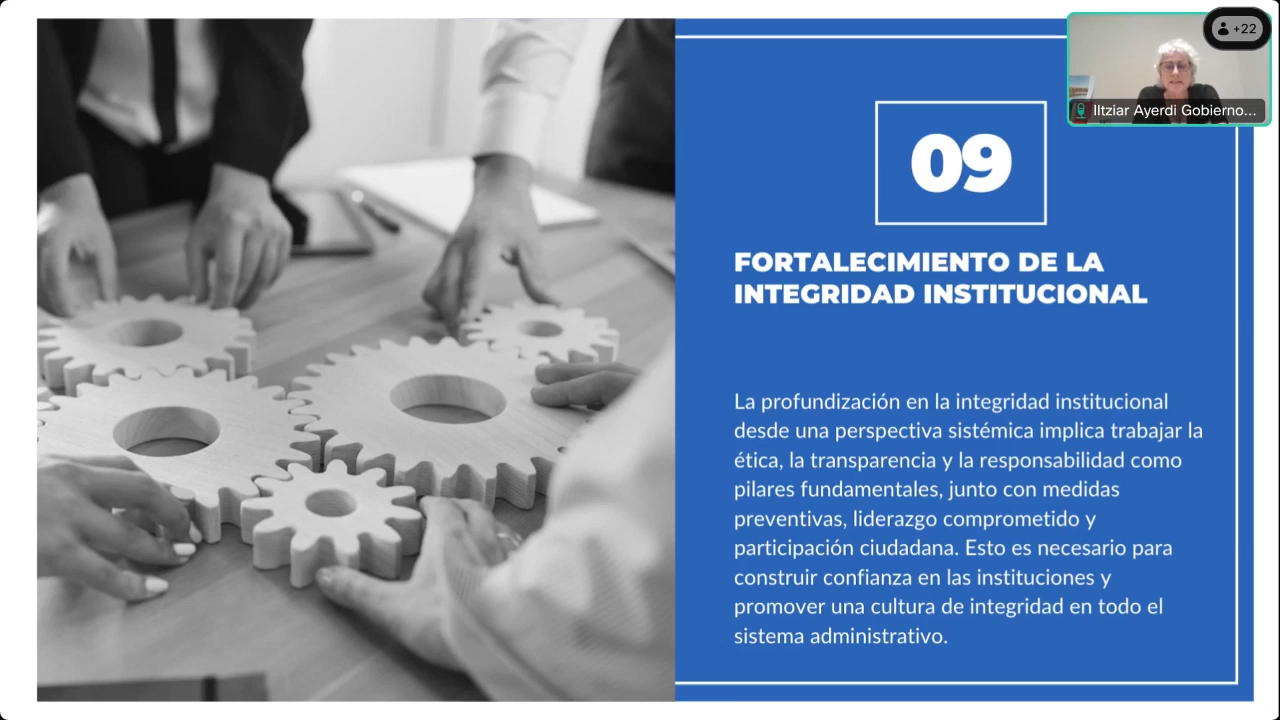 +22
Iltziar Ayerdi Gobierno...
09
FORTALECIMIENTO DE LA
INTEGRIDAD INSTITUCIONAL
La profundización en la integridad institucional
desde una perspectiva sistémica implica trabajar la
ética, la transparencia y la responsabilidad como
pilares fundamentales, junto con medidas
preventivas, liderazgo comprometido y
participación ciudadana. Esto es necesario para
construir confianza en las instituciones y
promover una cultura de integridad en todo el
sistema administrativo.